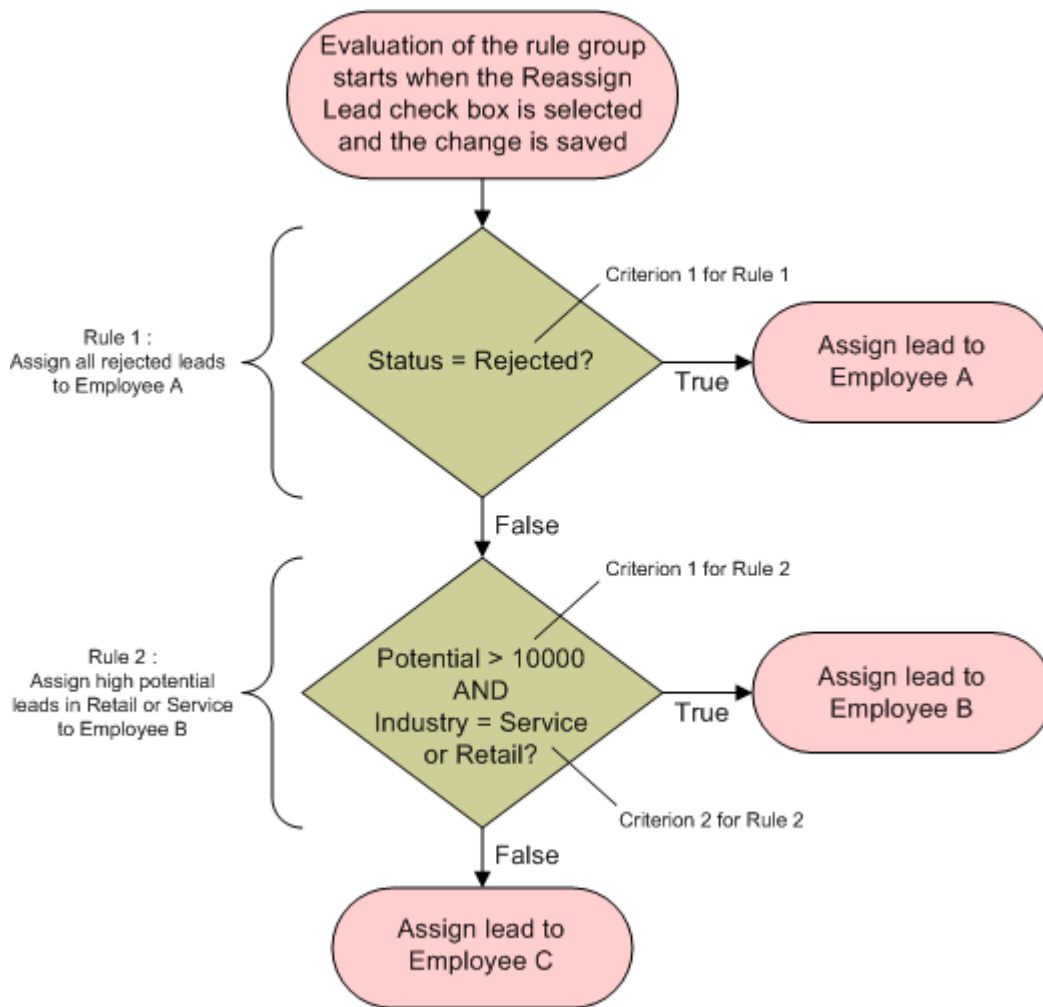 Evaluation of the rule group
starts when the Reassign
Lead check box is selected
and the change is saved
Criterion 1 for Rule 1
Rule 1 :
Assign all rejected leads
to Employee A
Status = Rejected?
True
Assign lead to
Employee A
False
Criterion 1 for Rule 2
Rule 2 :
Assign high potential
leads in Retail or Service
to Employee B
Potential > 10000
AND
Industry = Service
or Retail?
True
Assign lead to
Employee B
Criterion 2 for Rule 2
False
Assign lead to
Employee C